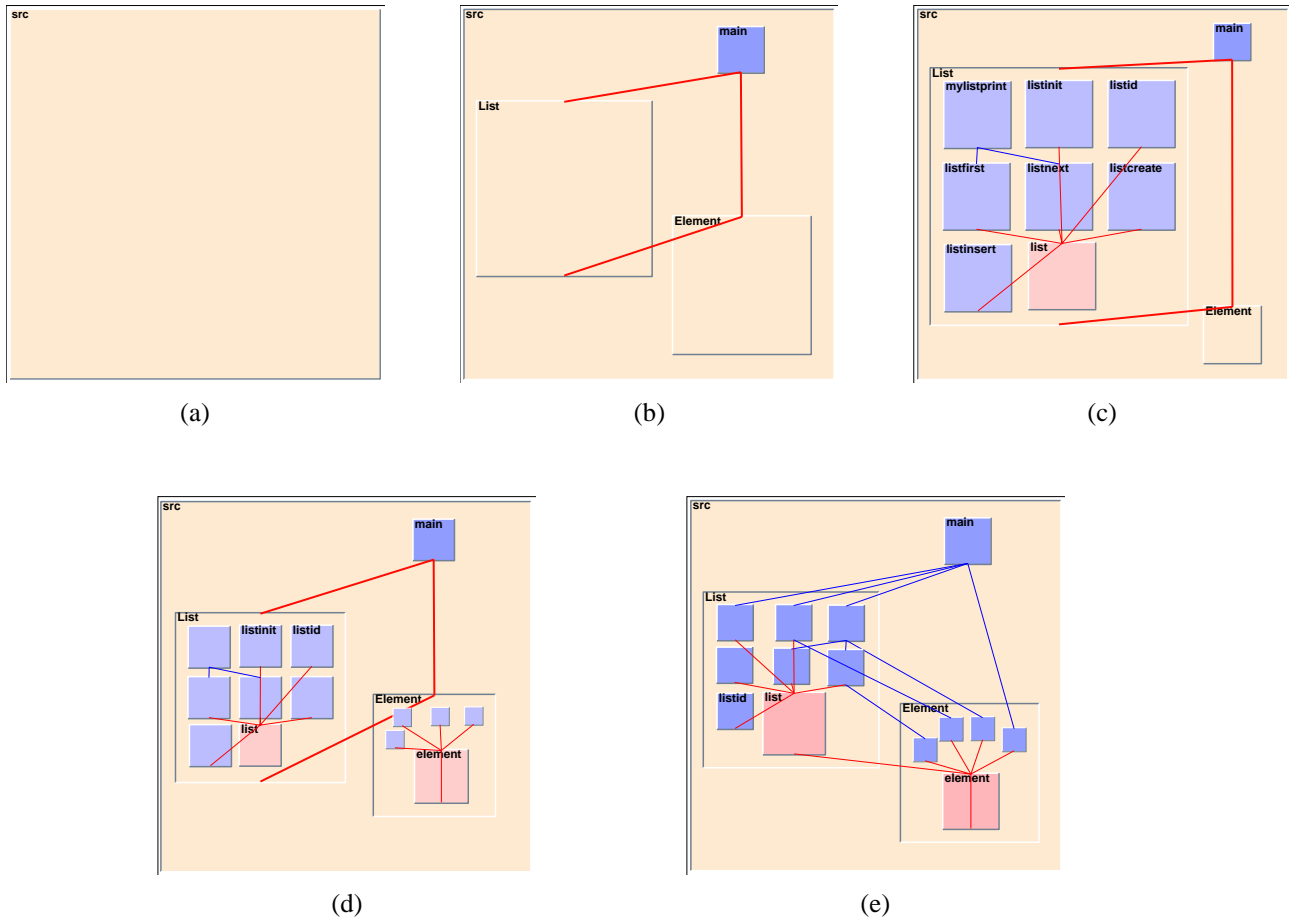 src
src
main
List
Element
src
main
List
mylistprint listinit listid
listfirst listnext listcreate
listinsert list
Element
(a) (b) (c)
src
main
List
listinit listid
list
Element
element
src
main
List
listid list
Element
element
(d) (e)